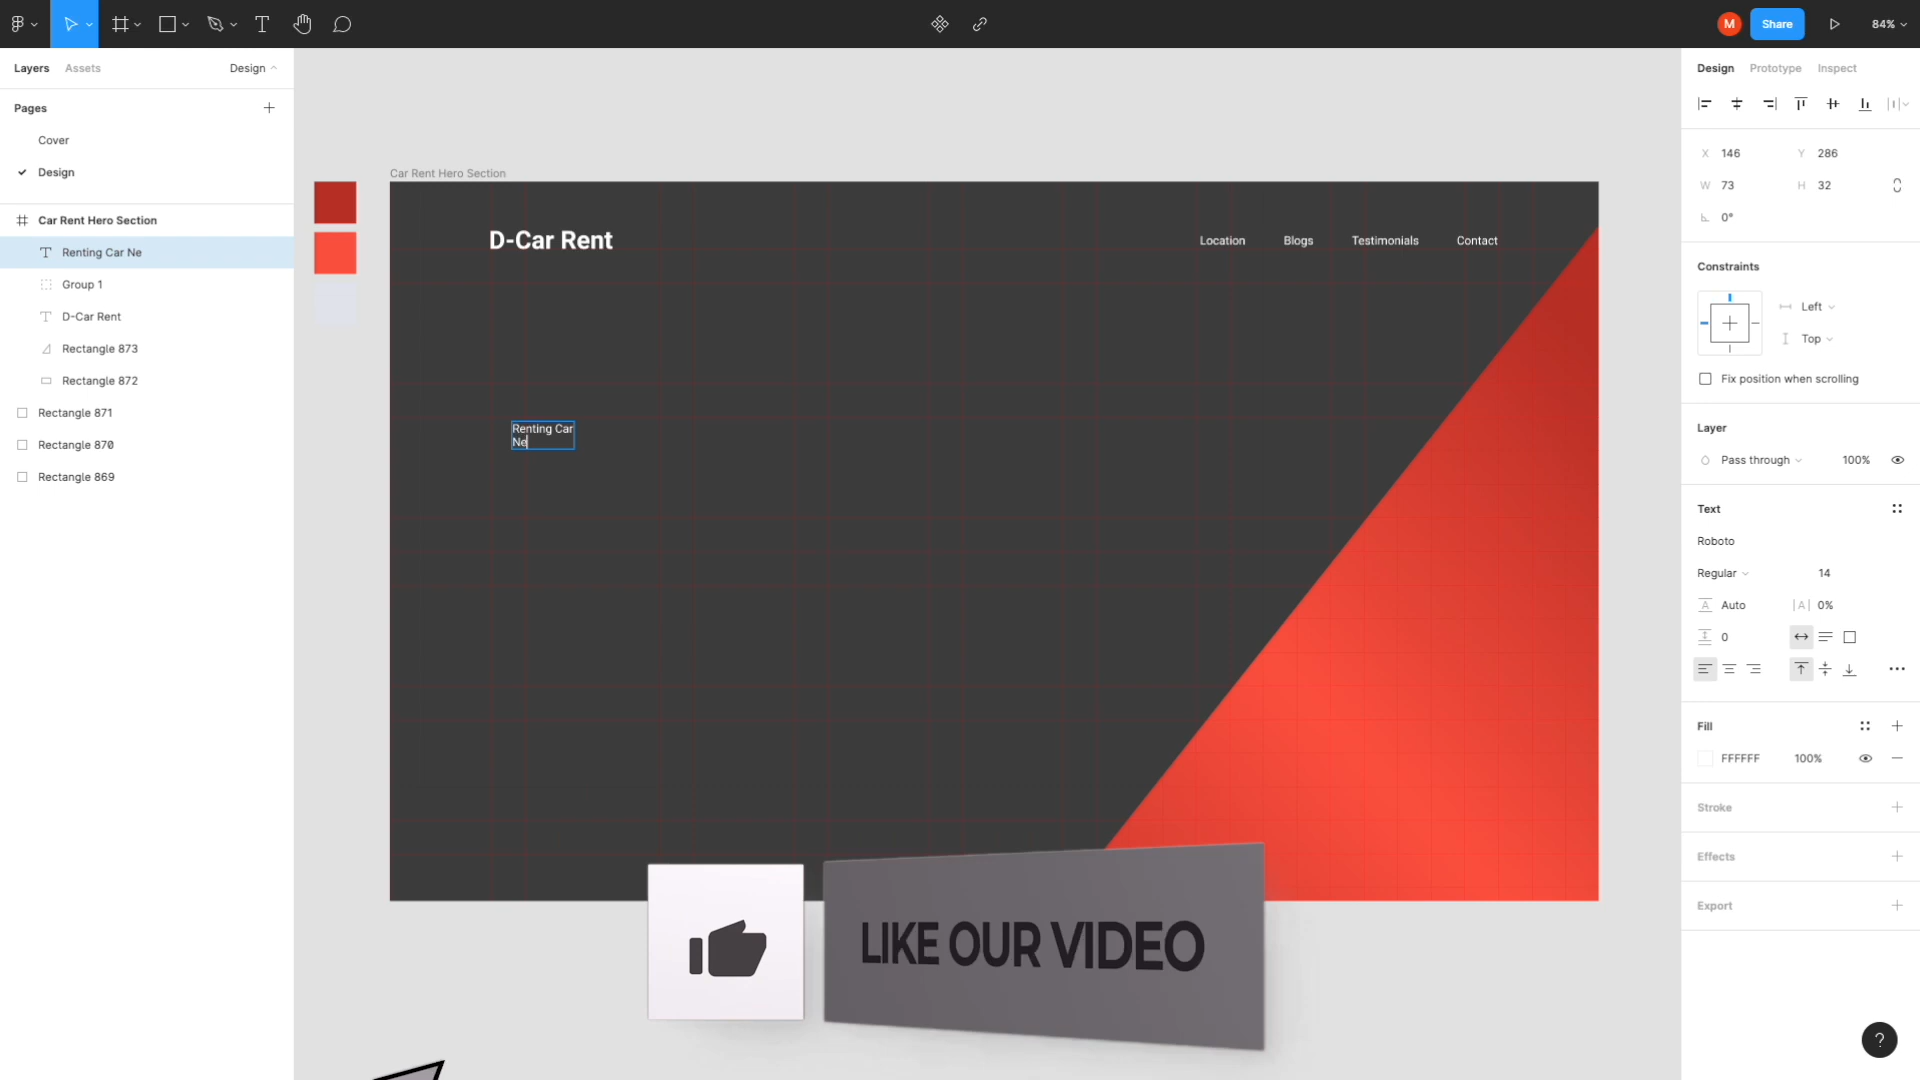 M
Share
84%
Layers
Assets
Design
Pages
Cover
Design
Car Rent Hero Section
Renting Car Ne
Group 1
D-Car Rent
Rectangle 873
Rectangle 872
Rectangle 871
Rectangle 870
Rectangle 869
Car Rent Hero Section
D-Car Rent
Location
Blogs
Testimonials
Contact
Renting Car
Ne
LIKE OUR VIDEO
Design
Prototype
Inspect
X 146
Y 286
W 73
H 32
0°
Constraints
Left
Top
Fix position when scrolling
Layer
Pass through
100%
Text
Roboto
Regular
14
A Auto
|A| 0%
0
Fill
FFFFFF
100%
Stroke
Effects
Export
?